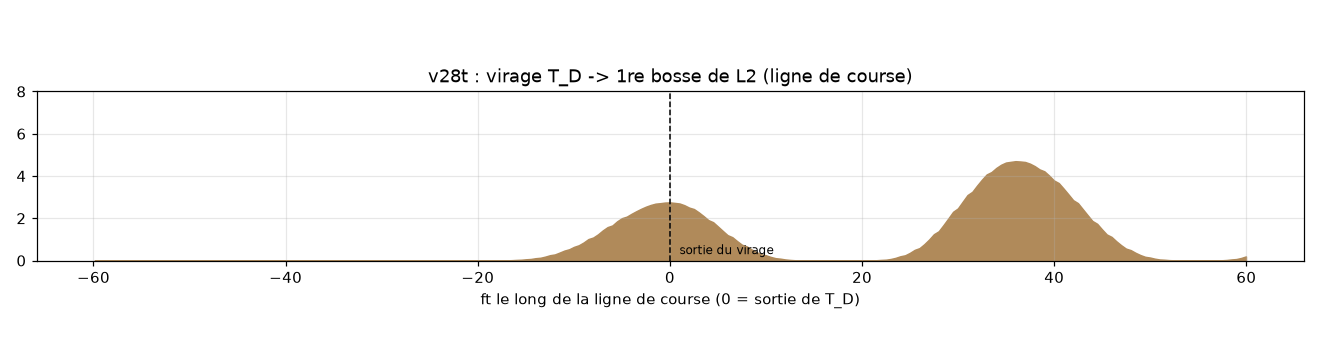 v28t : virage T_D -> 1re bosse de L2 (ligne de course)
8
6
4
2
0
sortie du virage
−60 −40 −20 0 20 40 60
ft le long de la ligne de course (0 = sortie de T_D)